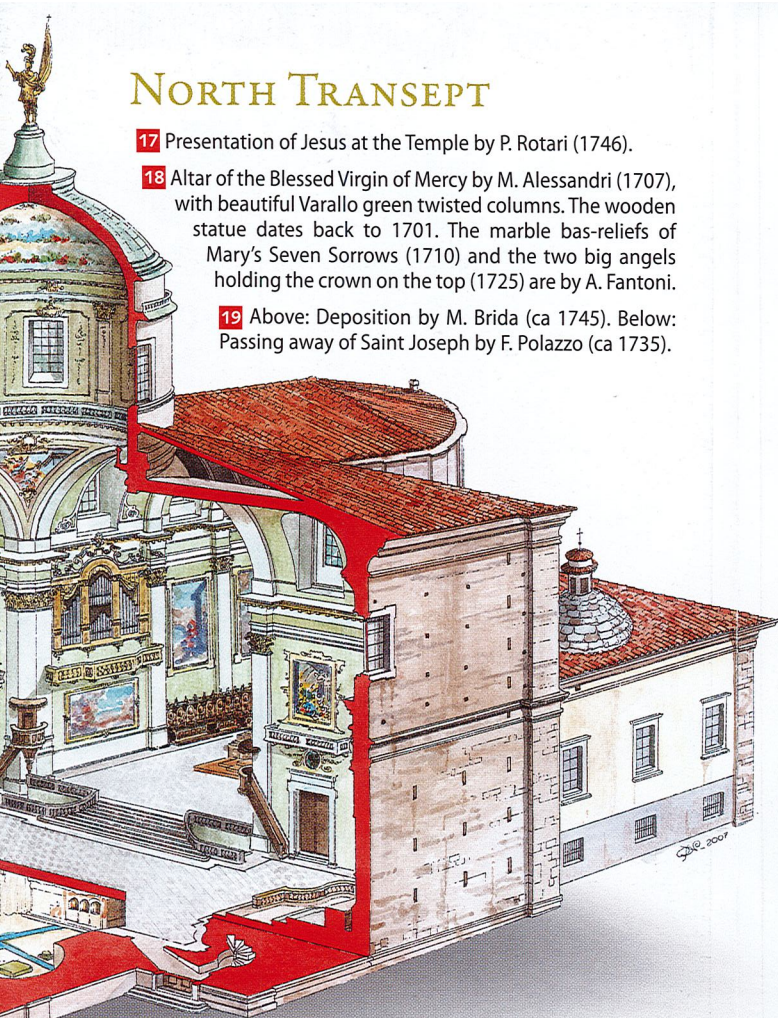 NORTH TRANSEPT
17 Presentation of Jesus at the Temple by P. Rotari (1746).
18 Altar of the Blessed Virgin of Mercy by M. Alessandri (1707),
with beautiful Varallo green twisted columns. The wooden
statue dates back to 1701. The marble bas-reliefs of
Mary's Seven Sorrows (1710) and the two big angels
holding the crown on the top (1725) are by A. Fantoni.
19 Above: Deposition by M. Brida (ca 1745). Below:
Passing away of Saint Joseph by F. Polazzo (ca 1735).
2007